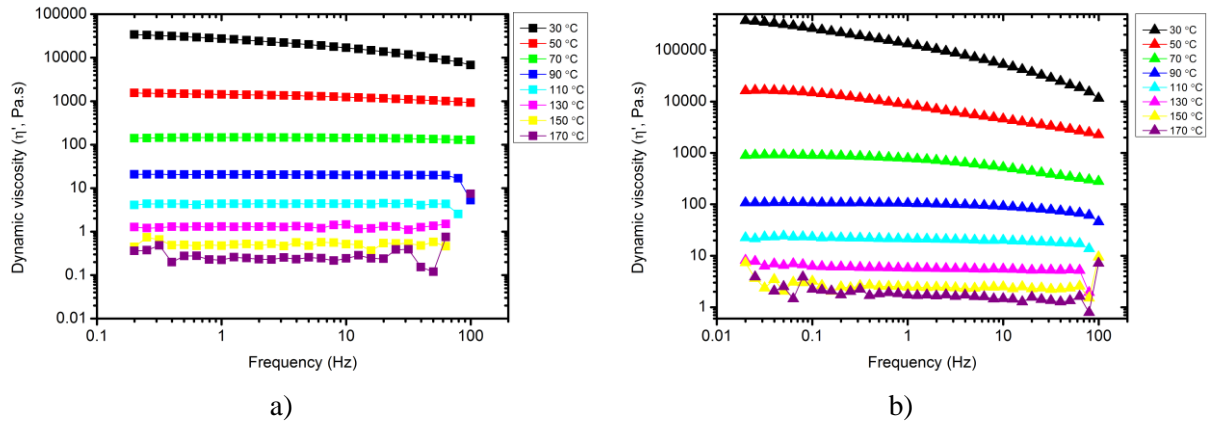 100000
10000
1000
100
10
1
0.1
0.01
Dynamic viscosity (η', Pa.s)
0.1
1
10
100
Frequency (Hz)
30 °C
50 °C
70 °C
90 °C
110 °C
130 °C
150 °C
170 °C
a)
100000
10000
1000
100
10
1
Dynamic viscosity (η', Pa.s)
0.01
0.1
1
10
100
Frequency (Hz)
30 °C
50 °C
70 °C
90 °C
110 °C
130 °C
150 °C
170 °C
b)